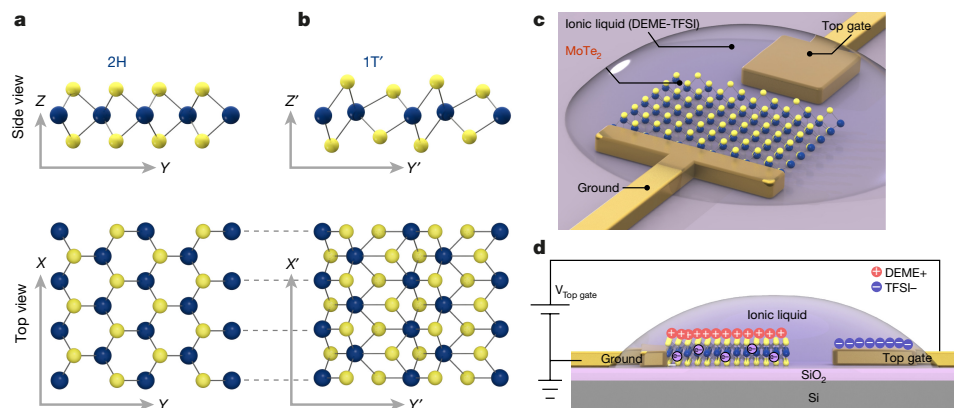 a
2H
Side view
Z
Y
Top view
X
Y
b
1T′
Z′
Y′
X′
Y′
c
Ionic liquid (DEME-TFSI)
Top gate
MoTe2
Ground
d
DEME+
TFSI–
VTop gate
Ionic liquid
Ground
Top gate
SiO2
Si